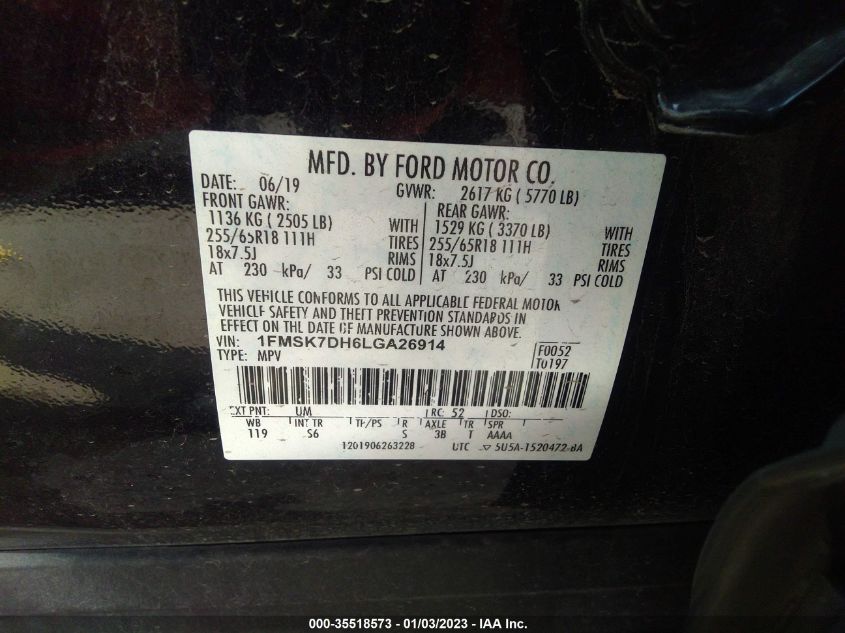 MFD. BY FORD MOTOR CO.
DATE: 06/19 GVWR: 2617 KG ( 5770 LB)
FRONT GAWR: REAR GAWR:
1136 KG ( 2505 LB) WITH 1529 KG ( 3370 LB) WITH
255/65R18 111H TIRES 255/65R18 111H TIRES
18x7.5J RIMS 18x7.5J RIMS
AT 230 kPa/ 33 PSI COLD AT 230 kPa/ 33 PSI COLD
THIS VEHICLE CONFORMS TO ALL APPLICABLE FEDERAL MOTOR
VEHICLE SAFETY AND THEFT PREVENTION STANDARDS IN
EFFECT ON THE DATE OF MANUFACTURE SHOWN ABOVE.
VIN: 1FMSK7DH6LGA26914
TYPE: MPV
F0052
T0197
EXT PNT: UM RC: 52 DSO:
WB INT TR TP/PS R AXLE TR SPR
119 S6 S 3B T AAAA
1201906263228 UTC ▽ 5U5A-1520472-BA
000-35518573 - 01/03/2023 - IAA Inc.